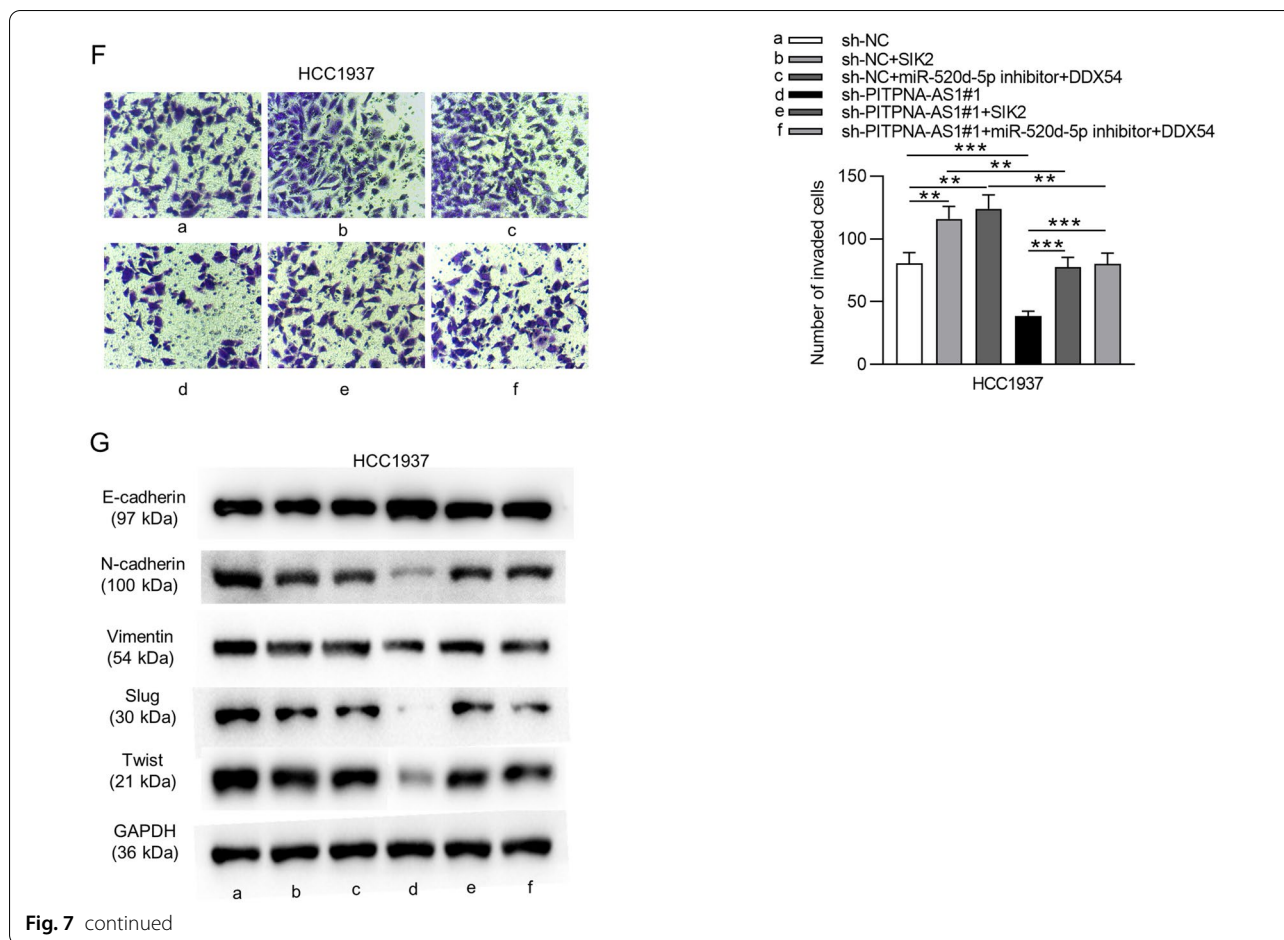 F
HCC1937
a
b
c
d
e
f
a sh-NC
b sh-NC+SIK2
c sh-NC+miR-520d-5p inhibitor+DDX54
d sh-PITPNA-AS1#1
e sh-PITPNA-AS1#1+SIK2
f sh-PITPNA-AS1#1+miR-520d-5p inhibitor+DDX54
***
**
** **
**
***
***
Number of invaded cells
150
100
50
0
HCC1937
G
HCC1937
E-cadherin
(97 kDa)
N-cadherin
(100 kDa)
Vimentin
(54 kDa)
Slug
(30 kDa)
Twist
(21 kDa)
GAPDH
(36 kDa)
a b c d e f
Fig. 7 continued